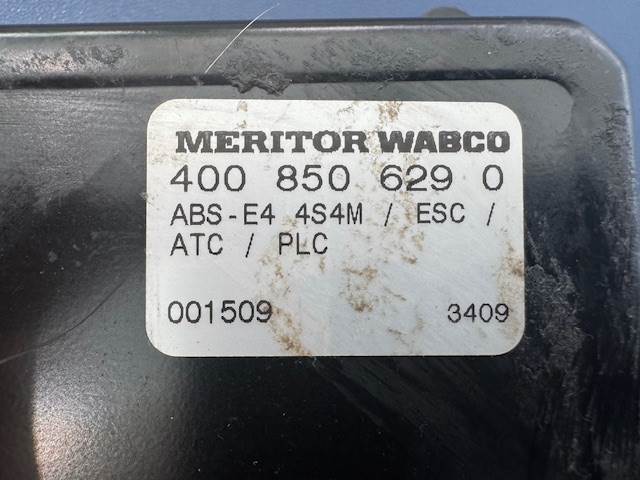 MERITOR WABCO
400 850 629 0
ABS-E4 4S4M / ESC /
ATC / PLC
001509 3409